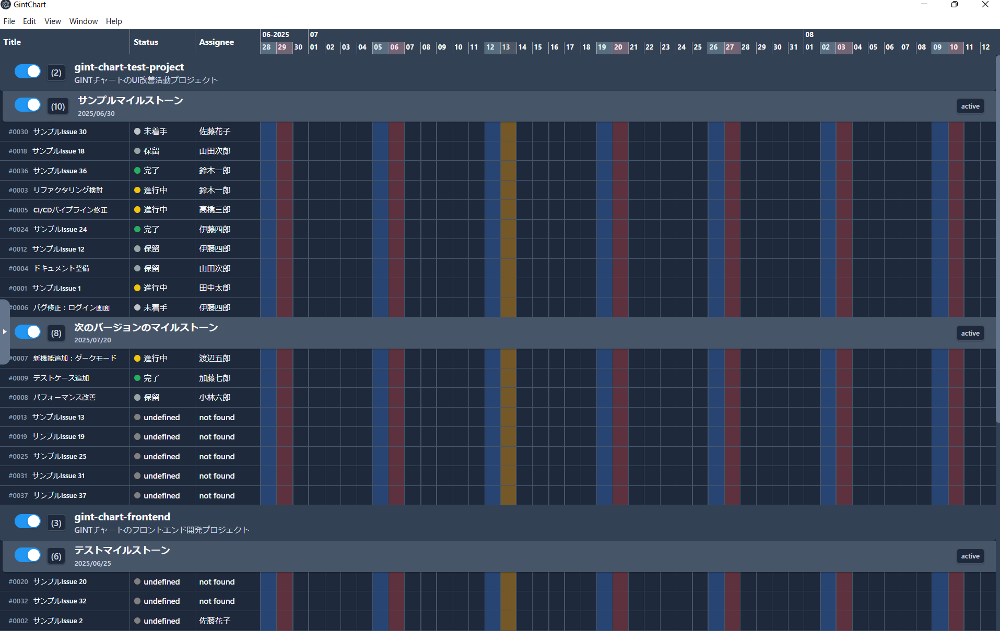 GintChart
File Edit View Window Help
Title Status Assignee 06-2025 07 08
28 29 30 01 02 03 04 05 06 07 08 09 10 11 12 13 14 15 16 17 18 19 20 21 22 23 24 25 26 27 28 29 30 31 01 02 03 04 05 06 07 08 09 10 11 12
(2) gint-chart-test-project
GINTチャートのUI改善活動プロジェクト
(10) サンプルマイルストーン active
2025/06/30
#0030 サンプルIssue 30 未着手 佐藤花子
#0018 サンプルIssue 18 保留 山田次郎
#0036 サンプルIssue 36 完了 鈴木一郎
#0003 リファクタリング検討 進行中 鈴木一郎
#0005 CI/CDパイプライン修正 進行中 高橋三郎
#0024 サンプルIssue 24 完了 伊藤四郎
#0012 サンプルIssue 12 保留 伊藤四郎
#0004 ドキュメント整備 保留 山田次郎
#0001 サンプルIssue 1 進行中 田中太郎
#0006 バグ修正：ログイン画面 未着手 伊藤四郎
(8) 次のバージョンのマイルストーン active
2025/07/20
#0007 新機能追加：ダークモード 進行中 渡辺五郎
#0009 テストケース追加 完了 加藤七郎
#0008 パフォーマンス改善 保留 小林六郎
#0013 サンプルIssue 13 undefined not found
#0019 サンプルIssue 19 undefined not found
#0025 サンプルIssue 25 undefined not found
#0031 サンプルIssue 31 undefined not found
#0037 サンプルIssue 37 undefined not found
(3) gint-chart-frontend
GINTチャートのフロントエンド開発プロジェクト
(6) テストマイルストーン active
2025/06/25
#0020 サンプルIssue 20 undefined not found
#0032 サンプルIssue 32 undefined not found
#0002 サンプルIssue 2 undefined 佐藤花子